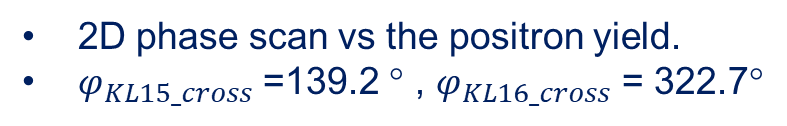 • 2D phase scan vs the positron yield.
• φ_KL15_cross =139.2 ° , φ_KL16_cross = 322.7°